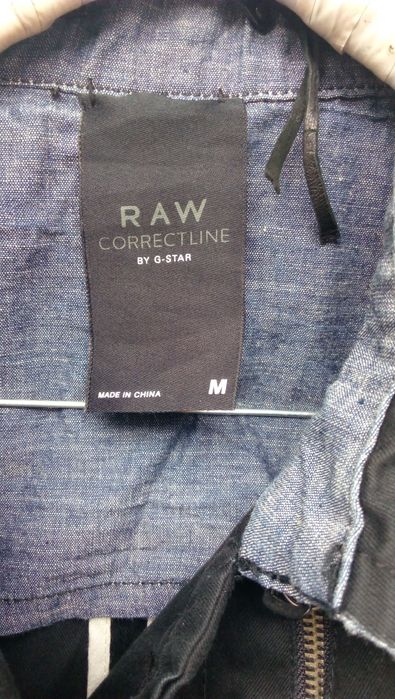 RAW
CORRECTLINE
BY G-STAR
MADE IN CHINA
M